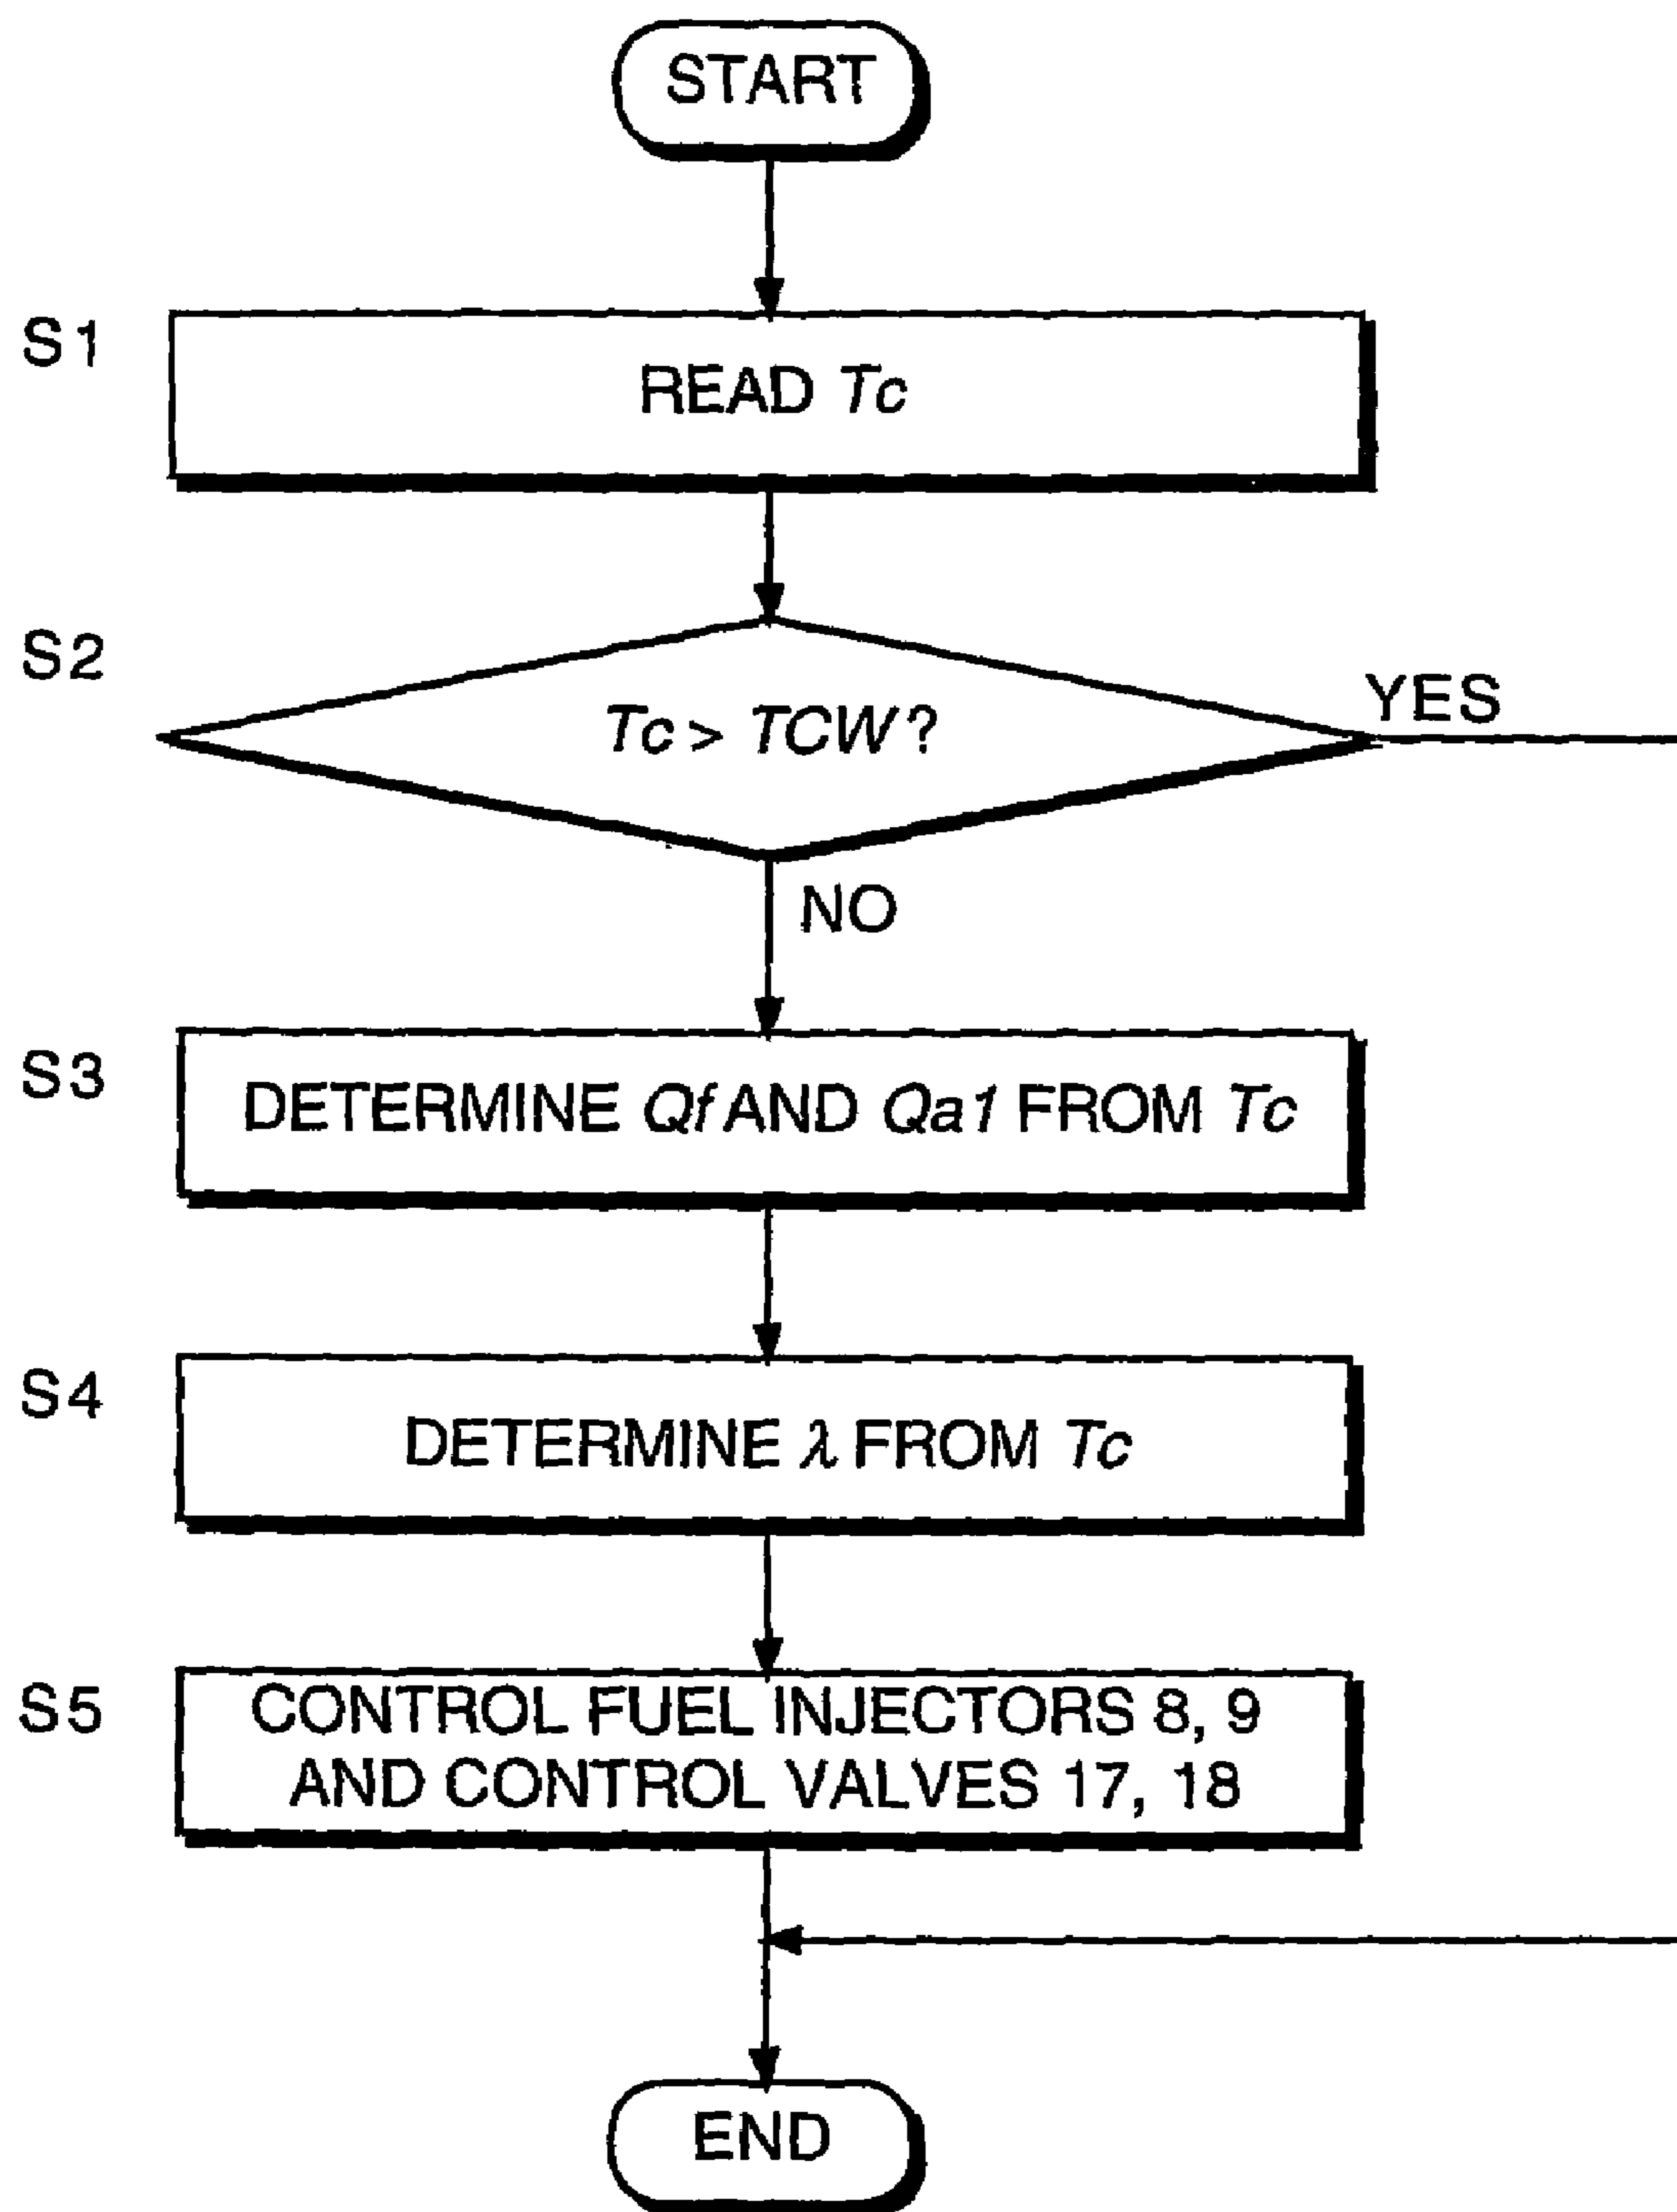 START
S1
READ Tc
S2
Tc > TCW ?
YES
NO
S3
DETERMINE Qf AND Qa1 FROM Tc
S4
DETERMINE λ FROM Tc
S5
CONTROL FUEL INJECTORS 8, 9
AND CONTROL VALVES 17, 18
END